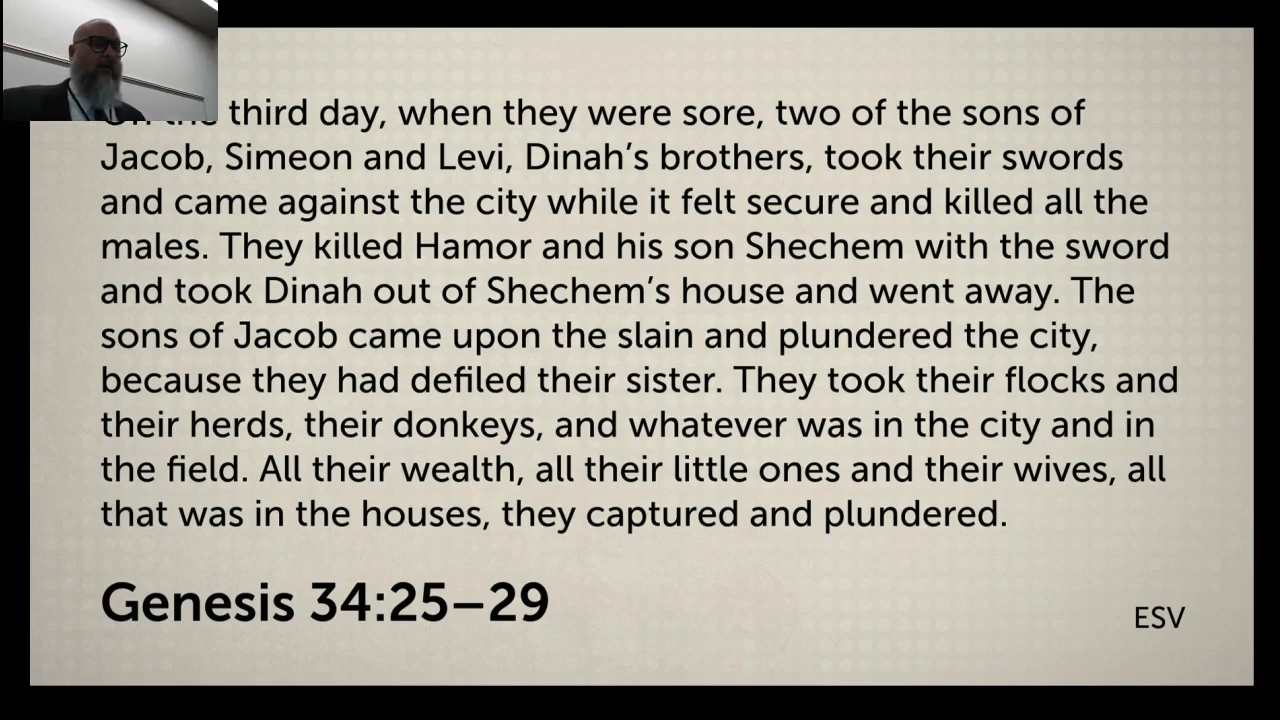 third day, when they were sore, two of the sons of
Jacob, Simeon and Levi, Dinah’s brothers, took their swords
and came against the city while it felt secure and killed all the
males. They killed Hamor and his son Shechem with the sword
and took Dinah out of Shechem’s house and went away. The
sons of Jacob came upon the slain and plundered the city,
because they had defiled their sister. They took their flocks and
their herds, their donkeys, and whatever was in the city and in
the field. All their wealth, all their little ones and their wives, all
that was in the houses, they captured and plundered.
Genesis 34:25–29
ESV